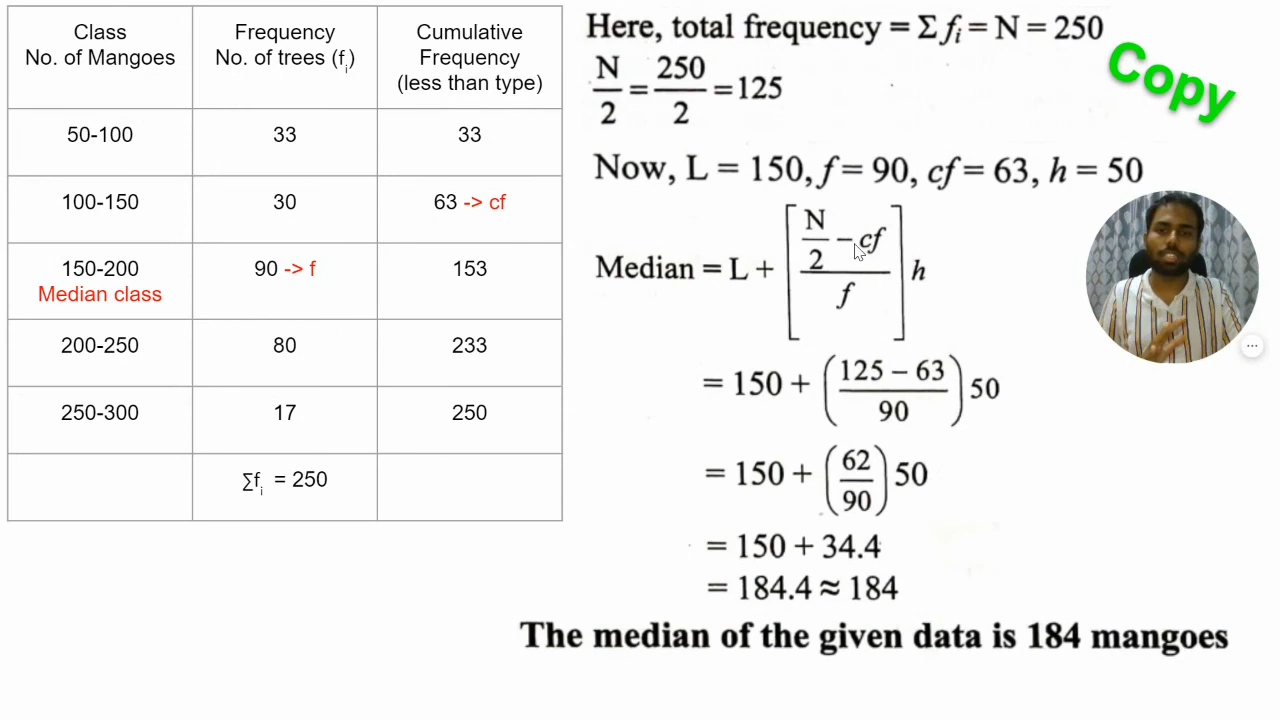 Class
No. of Mangoes
Frequency
No. of trees (fi)
Cumulative
Frequency
(less than type)
50-100 33 33
100-150 30 63 -> cf
150-200 90 -> f 153
Median class
200-250 80 233
250-300 17 250
∑fi = 250
Here, total frequency = Σ fi = N = 250
N/2 = 250/2 = 125
Copy
Now, L = 150, f = 90, cf = 63, h = 50
Median = L + [(N/2 − cf)/f] h
= 150 + ((125 − 63)/90) 50
= 150 + (62/90) 50
= 150 + 34.4
= 184.4 ≈ 184
The median of the given data is 184 mangoes